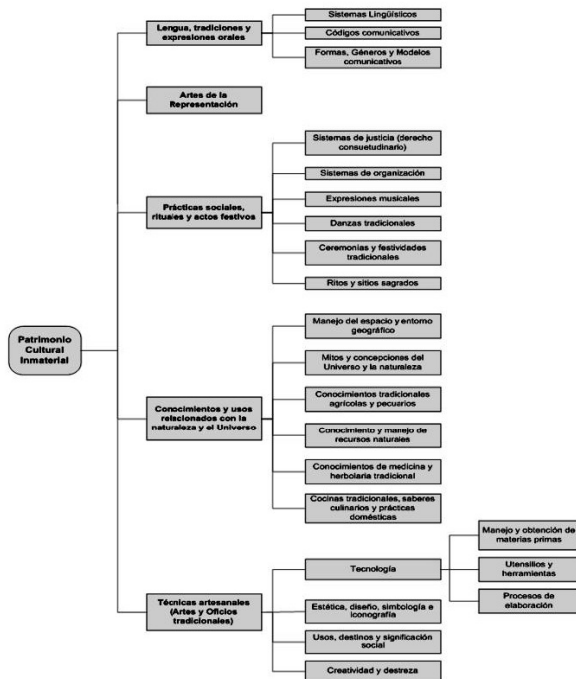 Patrimonio
Cultural
Inmaterial
Lengua, tradiciones y
expresiones orales
Sistemas Lingüísticos
Códigos comunicativos
Formas, Géneros y Modelos
comunicativos
Artes de la
Representación
Prácticas sociales,
rituales y actos festivos
Sistemas de justicia (derecho
consuetudinario)
Sistemas de organización
Expresiones musicales
Danzas tradicionales
Ceremonias y festividades
tradicionales
Ritos y sitios sagrados
Conocimientos y usos
relacionados con la
naturaleza y el Universo
Manejo del espacio y entorno
geográfico
Mitos y concepciones del
Universo y la naturaleza
Conocimientos tradicionales
agrícolas y pecuarios
Conocimiento y manejo de
recursos naturales
Conocimientos de medicina y
herbolaria tradicional
Cocinas tradicionales, saberes
culinarios y prácticas
domésticas
Técnicas artesanales
(Artes y Oficios
tradicionales)
Tecnología
Manejo y obtención de
materias primas
Utensilios y
herramientas
Procesos de
elaboración
Estética, diseño, simbología e
iconografía
Usos, destinos y significación
social
Creatividad y destreza